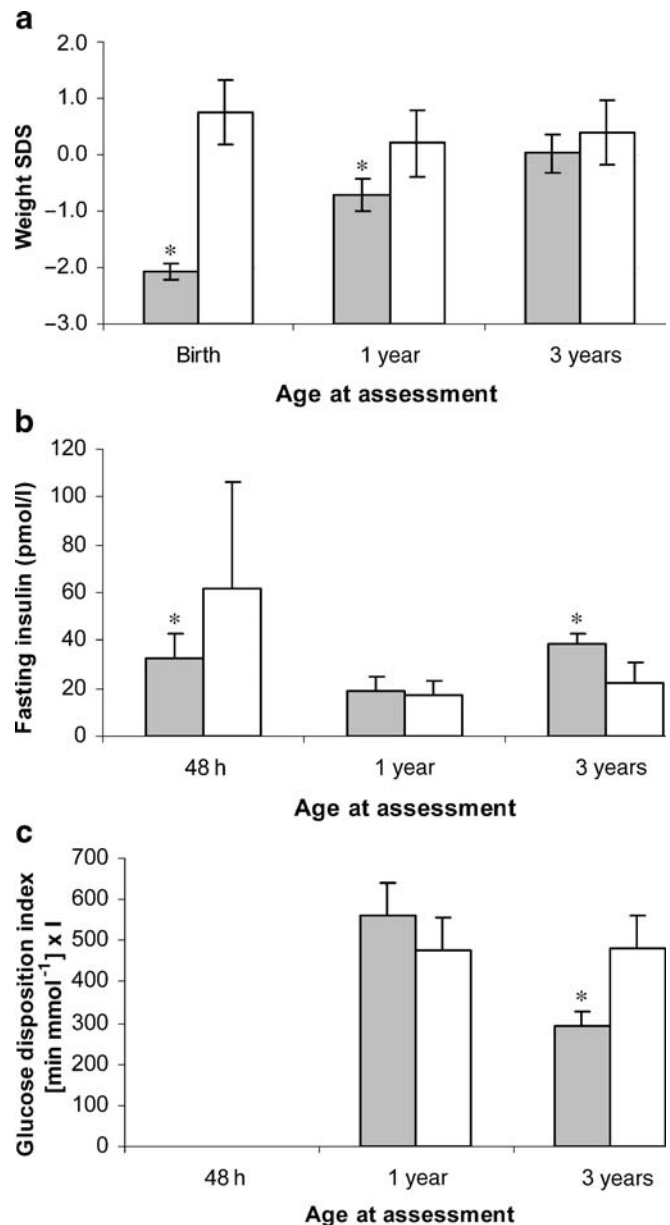 a
Weight SDS
2.0
1.0
0.0
–1.0
–2.0
–3.0
*
*
Birth
1 year
3 years
Age at assessment
b
Fasting insulin (pmol/l)
120
100
80
60
40
20
0
*
*
48 h
1 year
3 years
Age at assessment
c
Glucose disposition index
[min mmol⁻¹] x l
700
600
500
400
300
200
100
0
*
48 h
1 year
3 years
Age at assessment